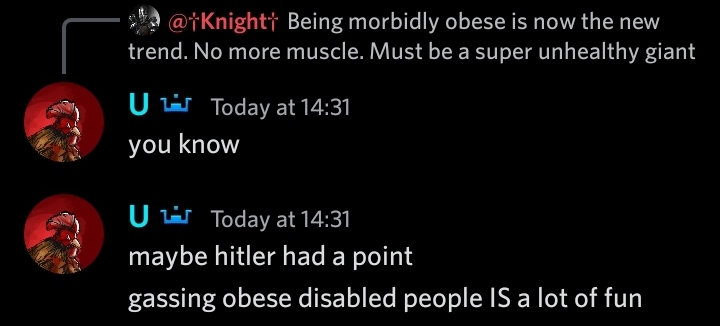 @†Knight† Being morbidly obese is now the new
trend. No more muscle. Must be a super unhealthy giant
U Today at 14:31
you know
U Today at 14:31
maybe hitler had a point
gassing obese disabled people IS a lot of fun